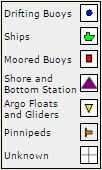 Drifting Buoys
Ships
Moored Buoys
Shore and
Bottom Station
Argo Floats
and Gliders
Pinnipeds
Unknown